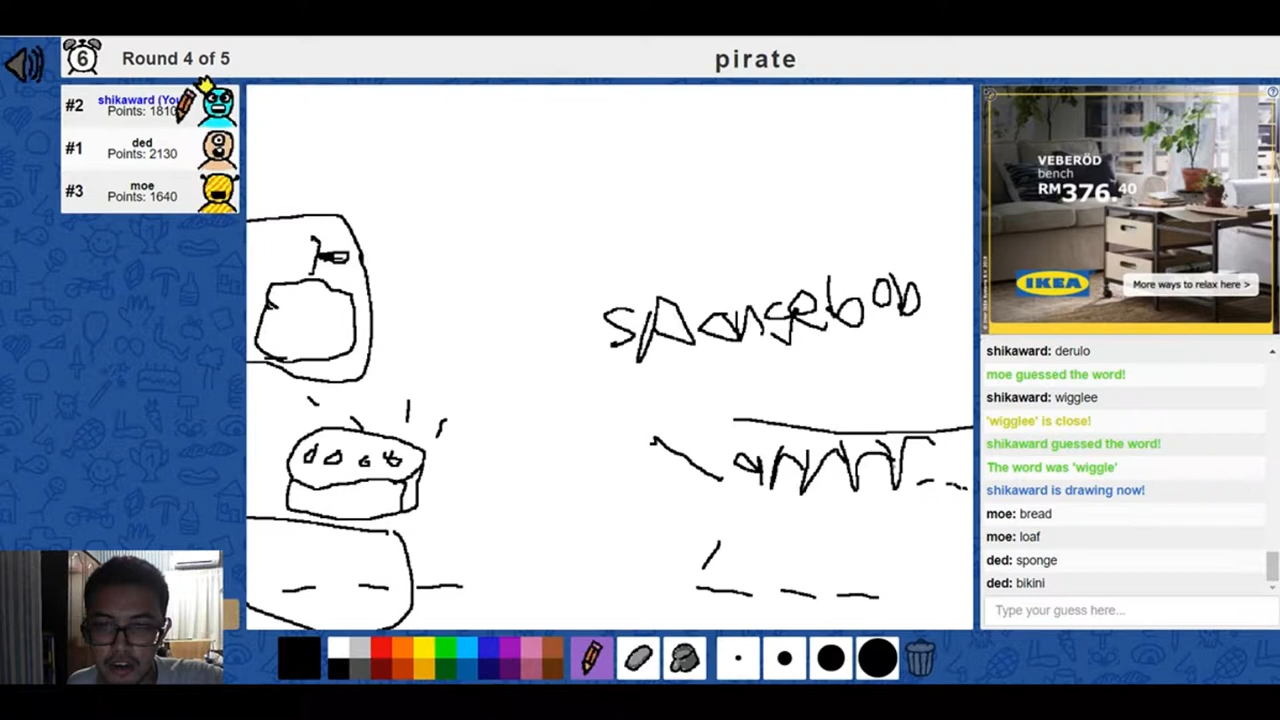 6
Round 4 of 5
pirate
#2
shikaward (You
Points: 1810
#1
ded
Points: 2130
#3
moe
Points: 1640
spongebob
VEBERÖD
bench
RM376.40
IKEA
More ways to relax here >
shikaward: derulo
moe guessed the word!
shikaward: wigglee
'wigglee' is close!
shikaward guessed the word!
The word was 'wiggle'
shikaward is drawing now!
moe: bread
moe: loaf
ded: sponge
ded: bikini
Type your guess here...